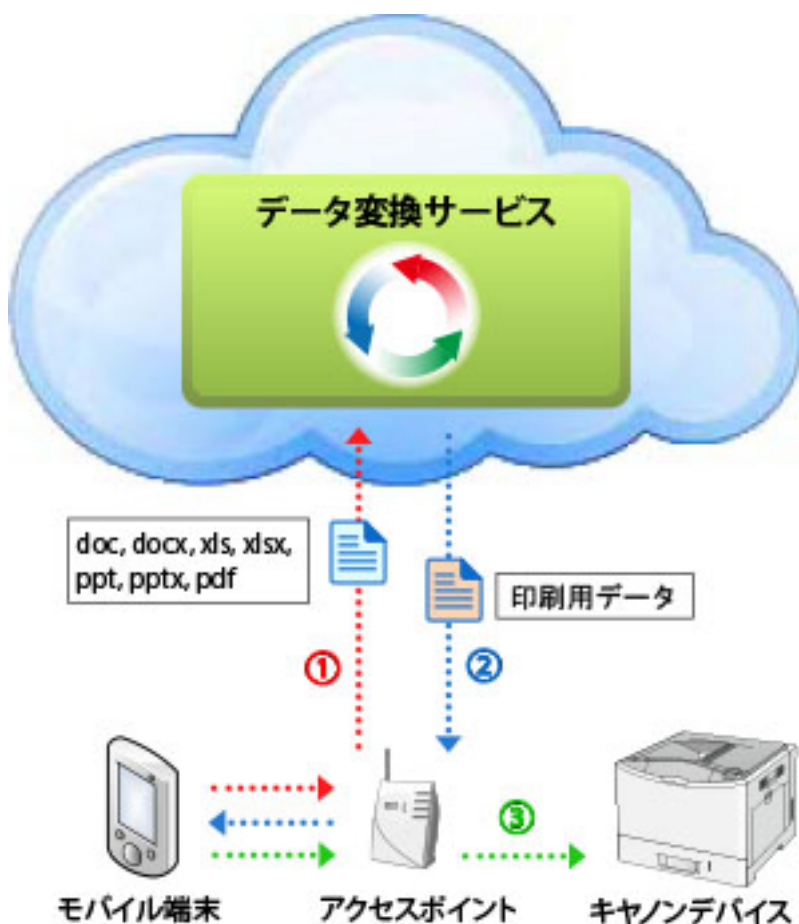 データ変換サービス
doc, docx, xls, xlsx,
ppt, pptx, pdf
印刷用データ
①
②
③
モバイル端末
アクセスポイント
キヤノンデバイス